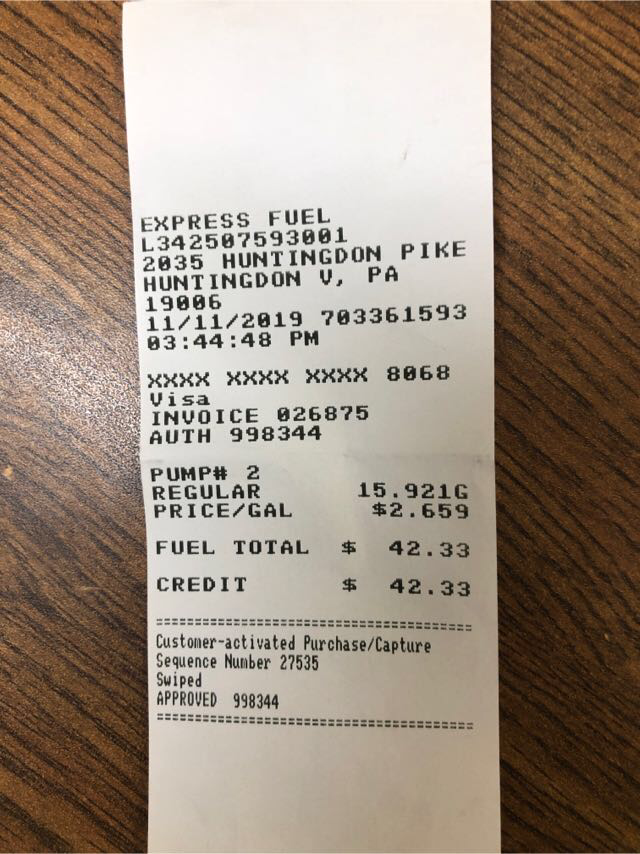 EXPRESS FUEL
L342507593001
2035 HUNTINGDON PIKE
HUNTINGDON V, PA
19006
11/11/2019 703361593
03:44:48 PM
XXXX XXXX XXXX 8068
Visa
INVOICE 026875
AUTH 998344
PUMP# 2
REGULAR 15.921G
PRICE/GAL $2.659
FUEL TOTAL $ 42.33
CREDIT $ 42.33
==========================================
Customer-activated Purchase/Capture
Sequence Number 27535
Swiped
APPROVED 998344
==========================================